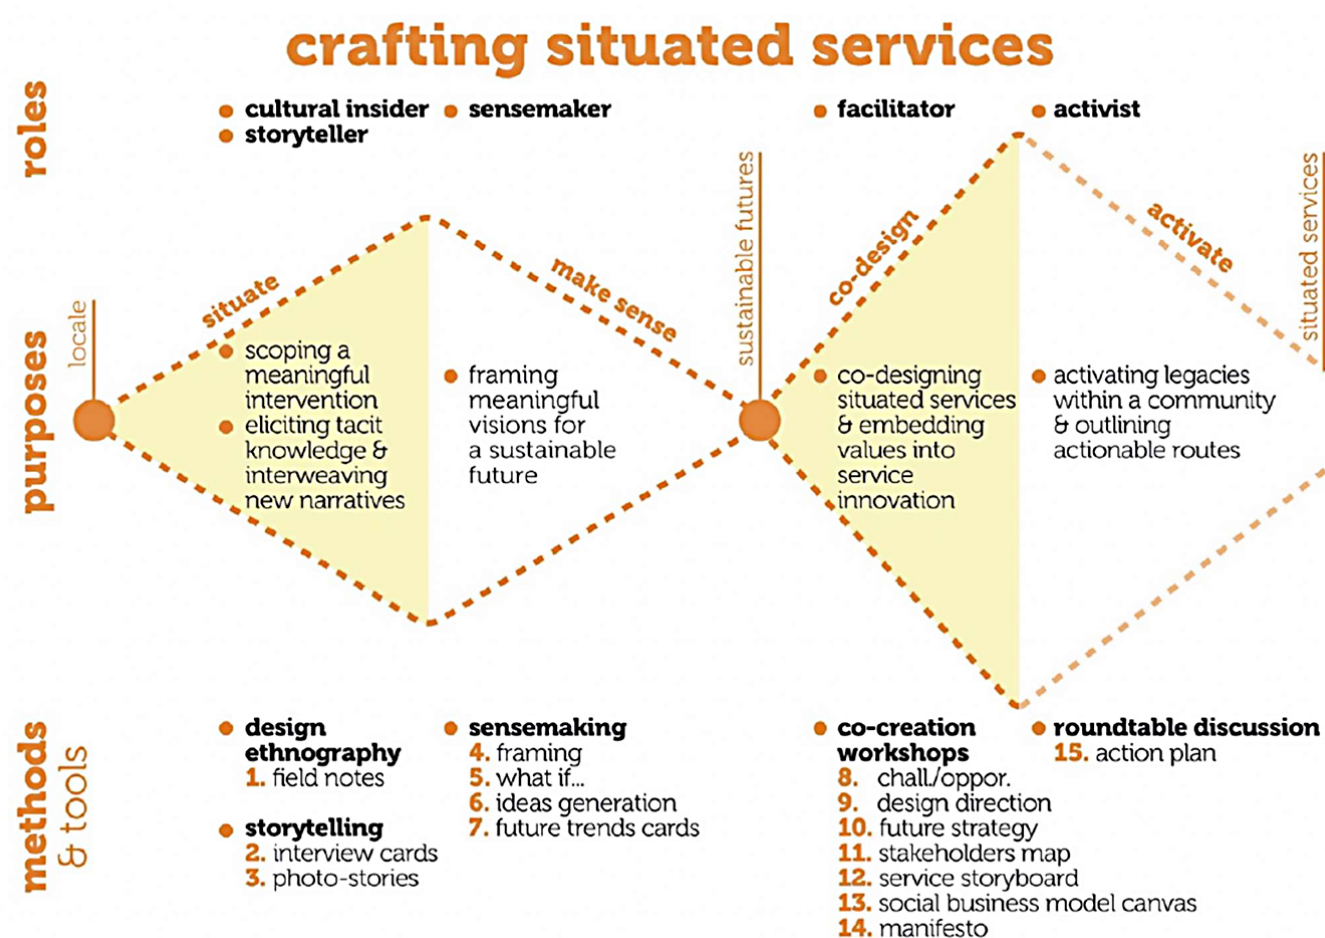 crafting situated services
roles
cultural insider
storyteller
sensemaker
facilitator
activist
purposes
locale
situate
scoping a
meaningful
intervention
eliciting tacit
knowledge &
interweaving
new narratives
make sense
framing
meaningful
visions for
a sustainable
future
sustainable futures
co-design
co-designing
situated services
& embedding
values into
service
innovation
activate
activating legacies
within a community
& outlining
actionable routes
situated services
methods
& tools
design
ethnography
1. field notes
storytelling
2. interview cards
3. photo-stories
sensemaking
4. framing
5. what if...
6. ideas generation
7. future trends cards
co-creation
workshops
8. chall./oppor.
9. design direction
10. future strategy
11. stakeholders map
12. service storyboard
13. social business model canvas
14. manifesto
roundtable discussion
15. action plan